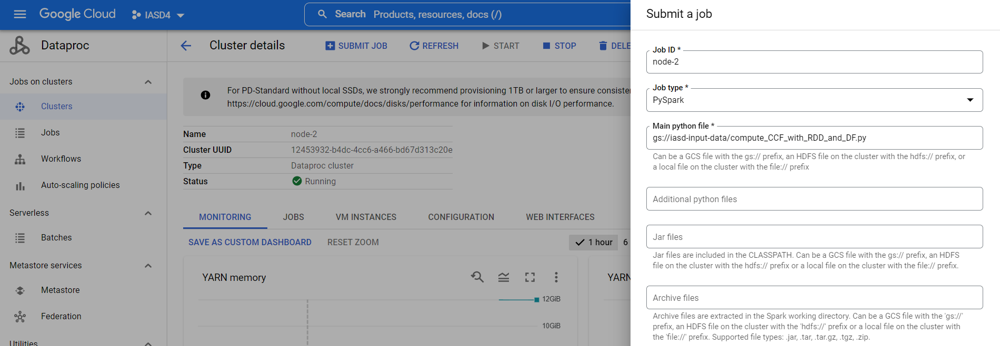 Google Cloud
IASD4
Search Products, resources, docs (/)
Dataproc
Jobs on clusters
Clusters
Jobs
Workflows
Auto-scaling policies
Serverless
Batches
Metastore services
Metastore
Federation
Utilities
Cluster details
SUBMIT JOB
REFRESH
START
STOP
DELE
For PD-Standard without local SSDs, we strongly recommend provisioning 1TB or larger to ensure consiste
https://cloud.google.com/compute/docs/disks/performance for information on disk I/O performance.
Name node-2
Cluster UUID 12453932-b4dc-4cc6-a466-bd67d313c20e
Type Dataproc cluster
Status Running
MONITORING JOBS VM INSTANCES CONFIGURATION WEB INTERFACES
SAVE AS CUSTOM DASHBOARD RESET ZOOM 1 hour 6
YARN memory
12GiB
10GiB
YARN
Submit a job
Job ID *
node-2
Job type *
PySpark
Main python file *
gs://iasd-input-data/compute_CCF_with_RDD_and_DF.py
Can be a GCS file with the gs:// prefix, an HDFS file on the cluster with the hdfs:// prefix, or
a local file on the cluster with the file:// prefix
Additional python files
Jar files
Jar files are included in the CLASSPATH. Can be a GCS file with the gs:// prefix, an HDFS
file on the cluster with the hdfs:// prefix or a local file on the cluster with the file:// prefix.
Archive files
Archive files are extracted in the Spark working directory. Can be a GCS file with the 'gs://'
prefix, an HDFS file on the cluster with the 'hdfs://' prefix or a local file on the cluster with
the 'file://' prefix. Supported file types: .jar, .tar, .tar.gz, .tgz, .zip.